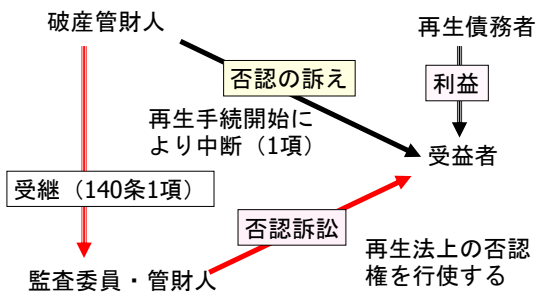 破産管財人
再生債務者
否認の訴え
利益
再生手続開始に
より中断（1項）
受益者
受継（140条1項）
否認訴訟
再生法上の否認
権を行使する
監査委員・管財人